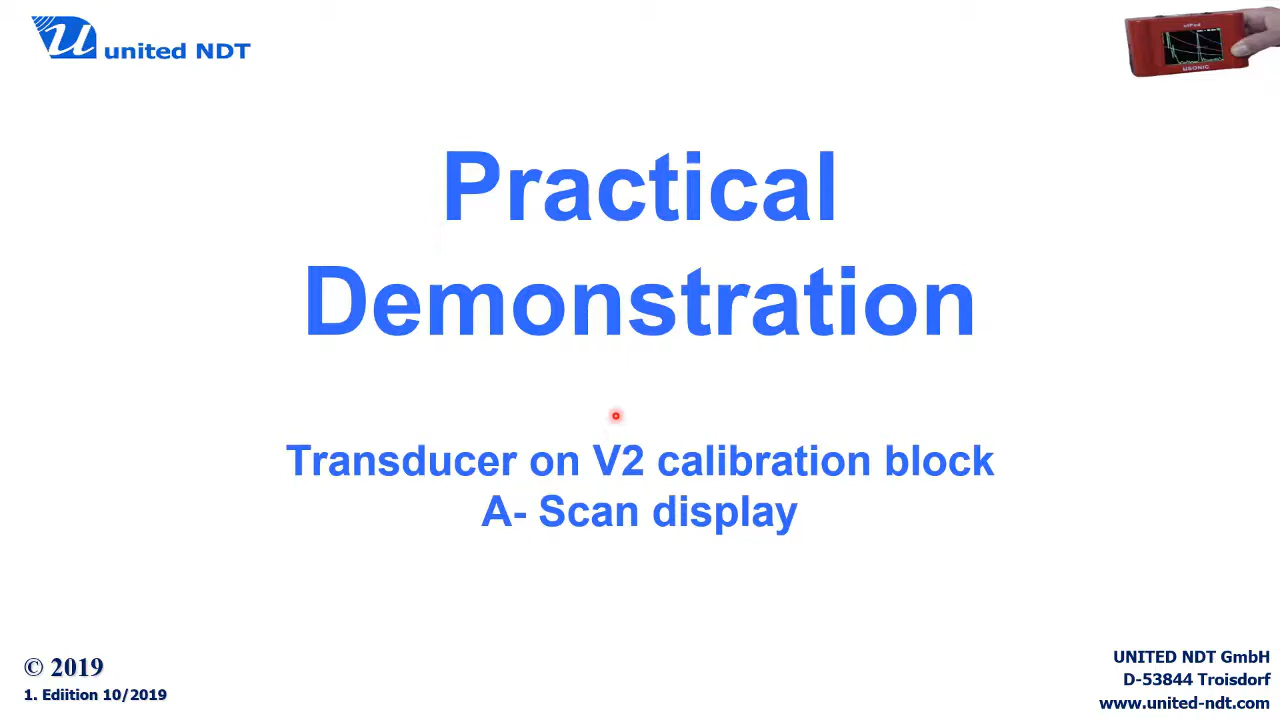 united NDT
USONIC
Practical
Demonstration
Transducer on V2 calibration block
A- Scan display
© 2019
1. Ediition 10/2019
UNITED NDT GmbH
D-53844 Troisdorf
www.united-ndt.com